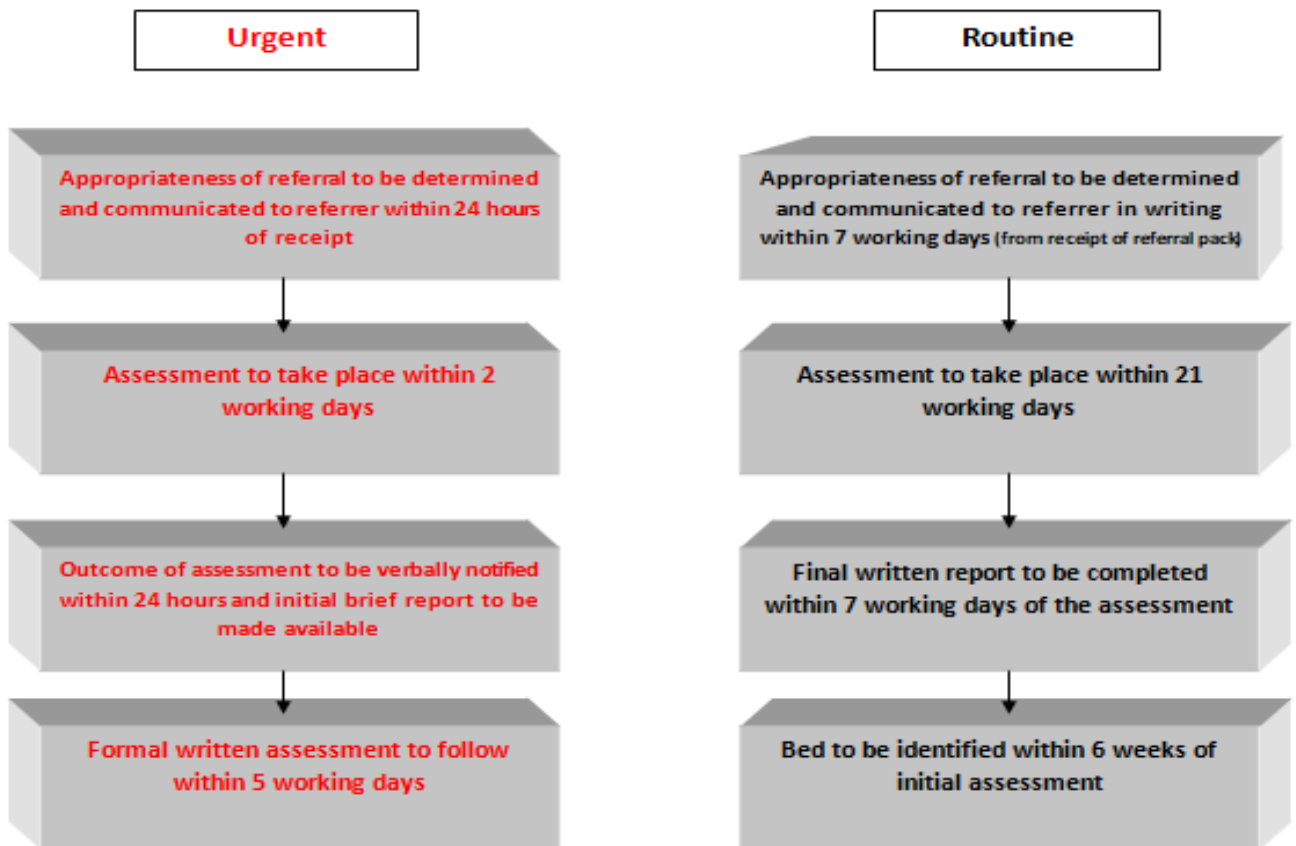 Urgent
Appropriateness of referral to be determined
and communicated to referrer within 24 hours
of receipt
Assessment to take place within 2
working days
Outcome of assessment to be verbally notified
within 24 hours and initial brief report to be
made available
Formal written assessment to follow
within 5 working days
Routine
Appropriateness of referral to be determined
and communicated to referrer in writing
within 7 working days (from receipt of referral pack)
Assessment to take place within 21
working days
Final written report to be completed
within 7 working days of the assessment
Bed to be identified within 6 weeks of
initial assessment